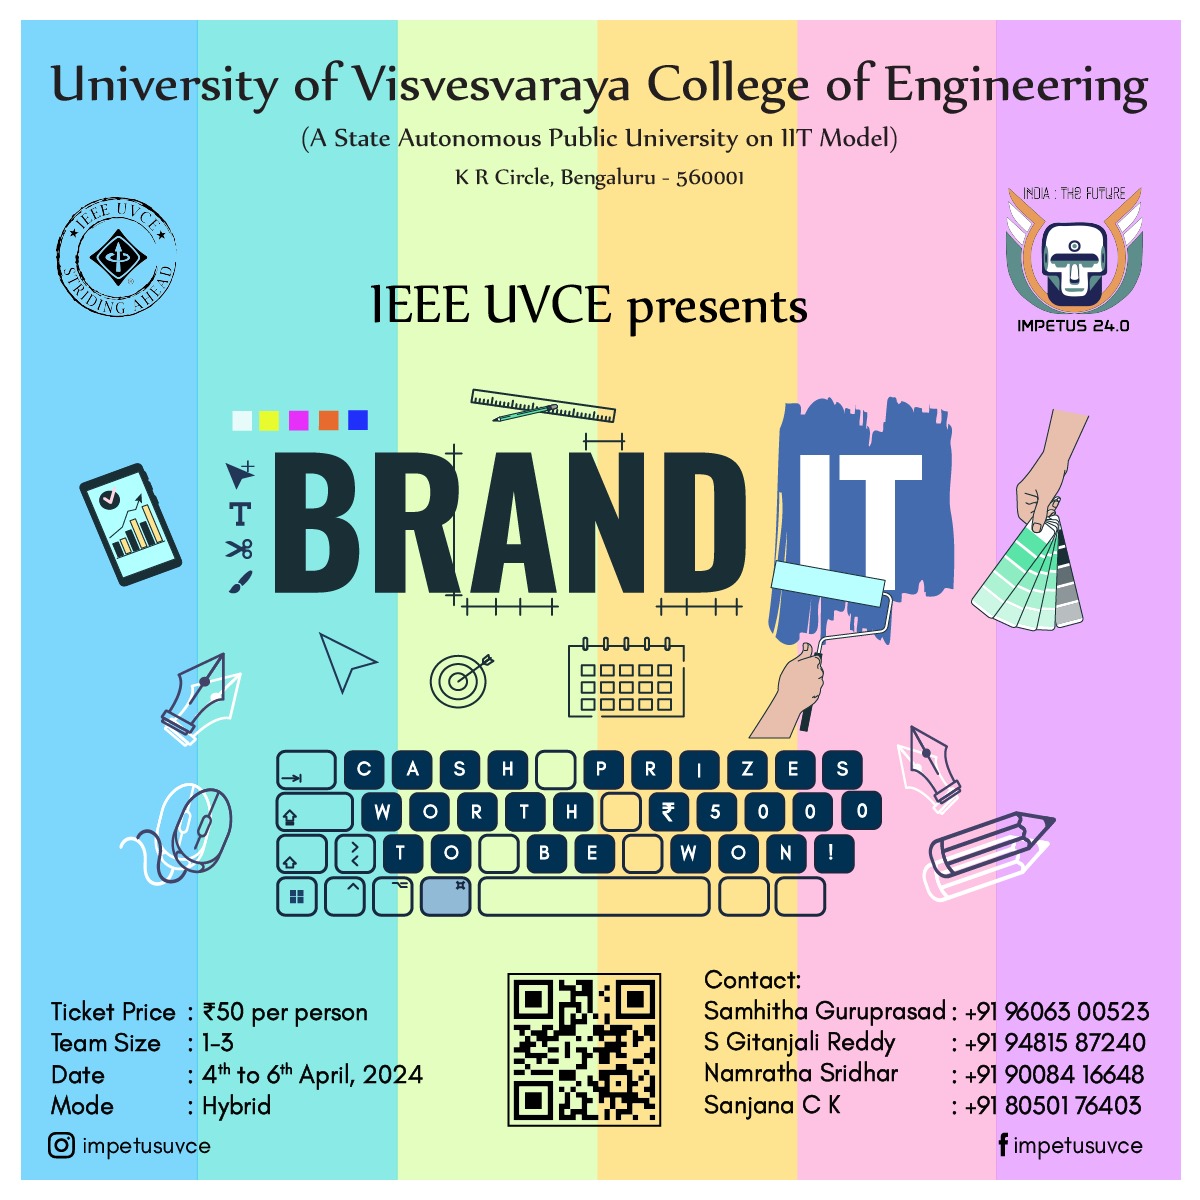 University of Visvesvaraya College of Engineering
(A State Autonomous Public University on IIT Model)
K R Circle, Bengaluru - 560001
IEEE UVCE
STRIDING AHEAD
INDIA : THE FUTURE
IMPETUS 24.0
IEEE UVCE presents
T
BRAND IT
CASH PRIZES
WORTH ₹5000
TO BE WON!
Ticket Price : ₹50 per person
Team Size : 1-3
Date : 4th to 6th April, 2024
Mode : Hybrid
impetusuvce
Contact:
Samhitha Guruprasad : +91 96063 00523
S Gitanjali Reddy : +91 94815 87240
Namratha Sridhar : +91 90084 16648
Sanjana C K : +91 80501 76403
impetusuvce